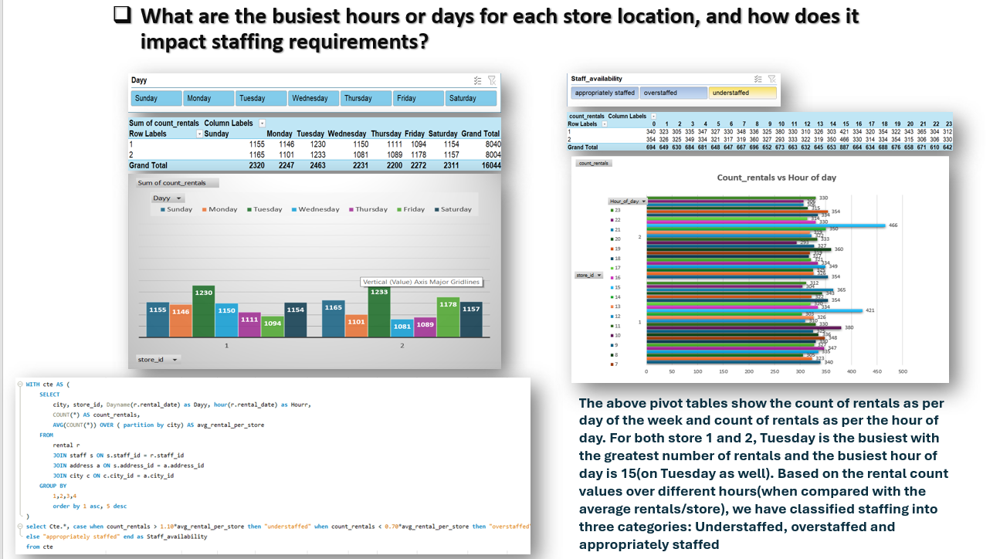 What are the busiest hours or days for each store location, and how does it
impact staffing requirements?
Dayy
Sunday Monday Tuesday Wednesday Thursday Friday Saturday
Sum of count_rentals Column Labels
Row Labels Sunday Monday Tuesday Wednesday Thursday Friday Saturday Grand Total
1 1155 1146 1230 1150 1111 1094 1154 8040
2 1165 1101 1233 1081 1089 1178 1157 8004
Grand Total 2320 2247 2463 2231 2200 2272 2311 16044
Sum of count_rentals
Dayy
Sunday Monday Tuesday Wednesday Thursday Friday Saturday
Vertical (Value) Axis Major Gridlines
1155 1146 1230 1150 1111 1094 1154 1165 1101 1233 1081 1089 1178 1157
1 2
store_id
WITH cte AS (
SELECT
city, store_id, Dayname(r.rental_date) as Dayy, hour(r.rental_date) as Hourr,
COUNT(*) AS count_rentals,
AVG(COUNT(*)) OVER ( partition by city) AS avg_rental_per_store
FROM
rental r
JOIN staff s ON s.staff_id = r.staff_id
JOIN address a ON s.address_id = a.address_id
JOIN city c ON c.city_id = a.city_id
GROUP BY
1,2,3,4
order by 1 asc, 5 desc
)
select Cte.*, case when count_rentals > 1.10*avg_rental_per_store then "understaffed" when count_rentals < 0.70*avg_rental_per_store then "overstaffed"
else "appropriately staffed" end as Staff_availability
from cte
Staff_availability
appropriately staffed overstaffed understaffed
count_rentals Column Labels
Row Labels 0 1 2 3 4 5 6 7 8 9 10 11 12 13 14 15 16 17 18 19 20 21 22 23
1 340 323 305 335 347 330 348 336 325 380 330 310 326 303 421 334 320 354 322 343 365 304 312
2 354 326 325 349 334 321 317 319 360 327 293 333 322 319 350 466 330 314 334 354 315 306 306 330
Grand Total 694 649 630 684 681 648 647 667 696 652 673 663 632 645 653 887 664 634 688 676 658 671 610 642
count_rentals
Count_rentals vs Hour of day
Hour_of_day
23
22
21
20
19
18
17
16
15
14
13
12
11
10
9
8
7
store_id
2
1
330
315
354
334
314
330
466
350
333
327
360
334
349
326
354
312
304
365
343
354
334
421
326
330
380
348
347
335
323
340
0 50 100 150 200 250 300 350 400 450 500
The above pivot tables show the count of rentals as per
day of the week and count of rentals as per the hour of
day. For both store 1 and 2, Tuesday is the busiest with
the greatest number of rentals and the busiest hour of
day is 15(on Tuesday as well). Based on the rental count
values over different hours(when compared with the
average rentals/store), we have classified staffing into
three categories: Understaffed, overstaffed and
appropriately staffed